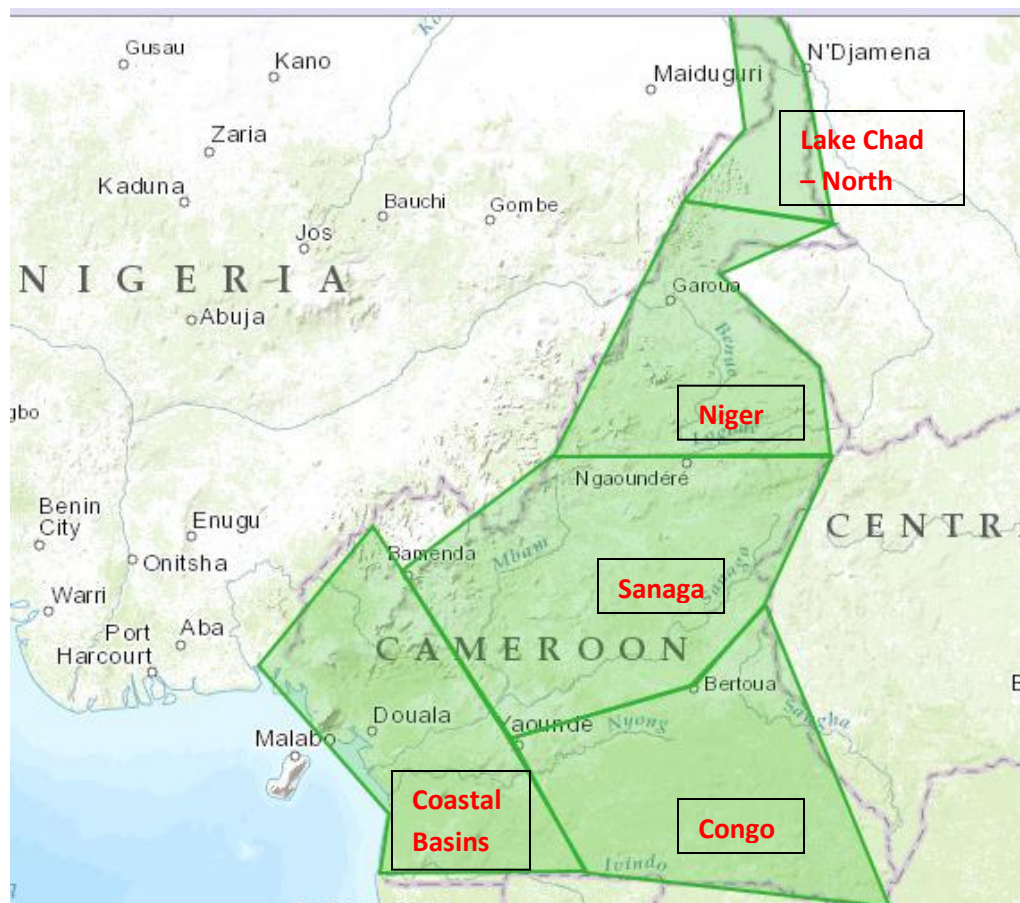 Gusau
Kano
Maiduguri
N'Djamena
Zaria
Lake Chad
– North
Kaduna
Bauchi
Gombe
Jos
NIGERIA
Garoua
Abuja
Benue
Niger
Ngaoundéré
Benin
City
Enugu
CENTR
Onitsha
Bamenda
Mbam
Sanaga
Warri
Port
Harcourt
Aba
CAMEROON
Bertoua
Douala
Yaoundé
Nyong
Sangha
Malabo
Coastal
Basins
Congo
Ivindo